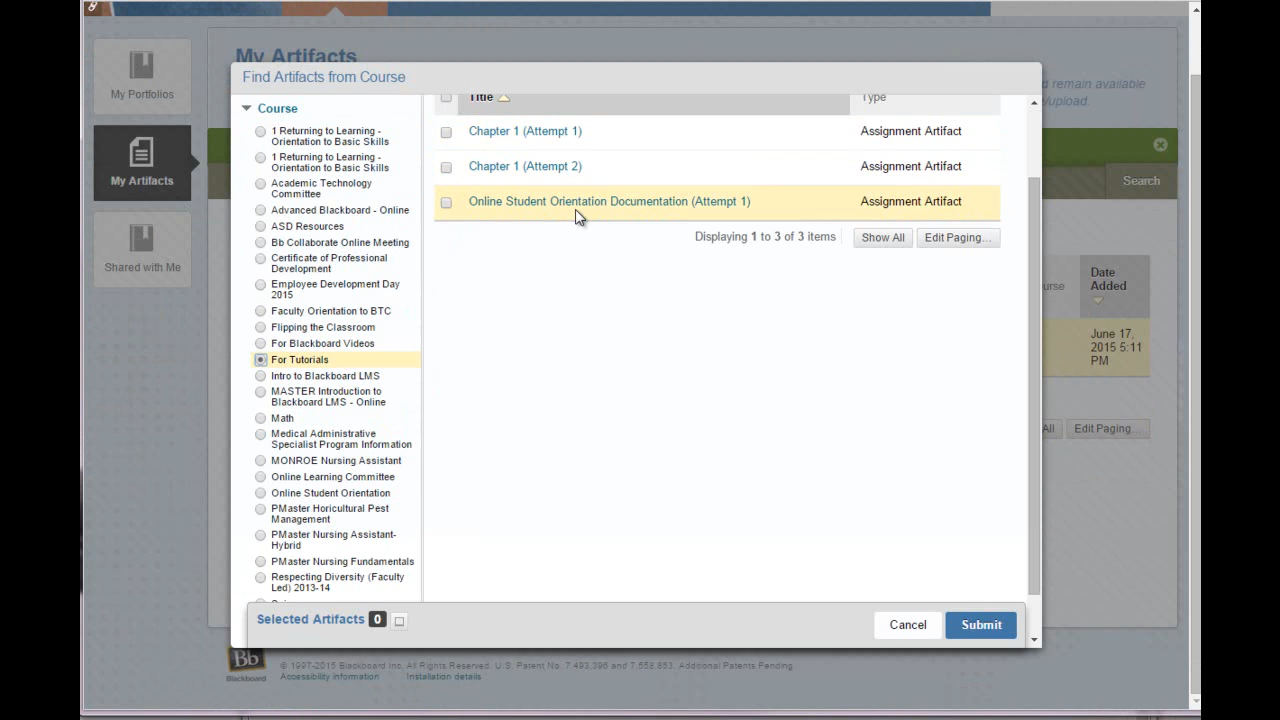 My Artifacts
d remain available
/upload.
My Portfolios
My Artifacts
Shared with Me
Search
urse
Date
Added
June 17,
2015 5:11
PM
All
Edit Paging...
Find Artifacts from Course
Course
1 Returning to Learning -
Orientation to Basic Skills
1 Returning to Learning -
Orientation to Basic Skills
Academic Technology
Committee
Advanced Blackboard - Online
ASD Resources
Bb Collaborate Online Meeting
Certificate of Professional
Development
Employee Development Day
2015
Faculty Orientation to BTC
Flipping the Classroom
For Blackboard Videos
For Tutorials
Intro to Blackboard LMS
MASTER Introduction to
Blackboard LMS - Online
Math
Medical Administrative
Specialist Program Information
MONROE Nursing Assistant
Online Learning Committee
Online Student Orientation
PMaster Horicultural Pest
Management
PMaster Nursing Assistant-
Hybrid
PMaster Nursing Fundamentals
Respecting Diversity (Faculty
Led) 2013-14
Title Type
Chapter 1 (Attempt 1) Assignment Artifact
Chapter 1 (Attempt 2) Assignment Artifact
Online Student Orientation Documentation (Attempt 1) Assignment Artifact
Displaying 1 to 3 of 3 items Show All Edit Paging...
Selected Artifacts 0
Cancel Submit
Bb
Blackboard
© 1997-2015 Blackboard Inc. All Rights Reserved. U.S. Patent No. 7,493,396 and 7,558,853. Additional Patents Pending
Accessibility information Installation details